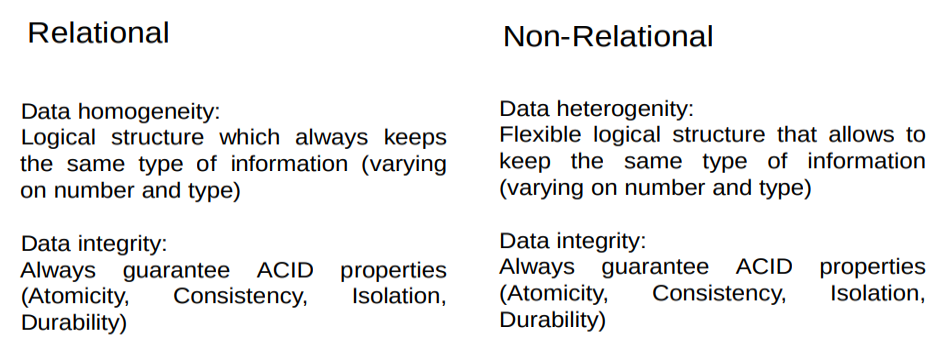 Relational
Data homogeneity:
Logical structure which always keeps
the same type of information (varying
on number and type)
Data integrity:
Always guarantee ACID properties
(Atomicity, Consistency, Isolation,
Durability)
Non-Relational
Data heterogenity:
Flexible logical structure that allows to
keep the same type of information
(varying on number and type)
Data integrity:
Always guarantee ACID properties
(Atomicity, Consistency, Isolation,
Durability)